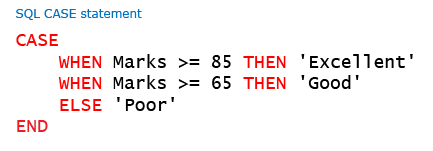 SQL CASE statement
CASE
    WHEN Marks >= 85 THEN 'Excellent'
    WHEN Marks >= 65 THEN 'Good'
    ELSE 'Poor'
END